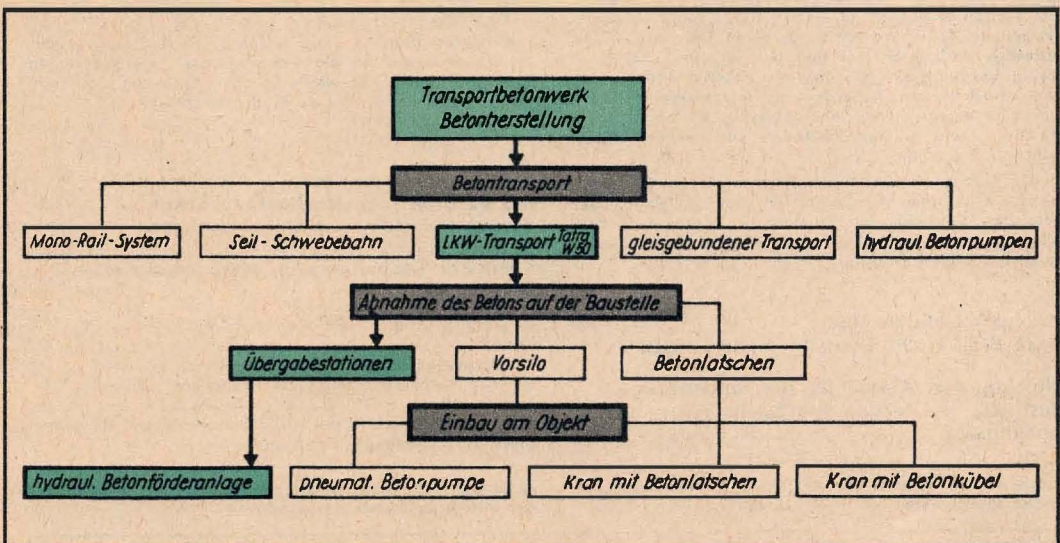 Transportbetonwerk
Betonherstellung
Betontransport
Mono-Rail-System
Seil-Schwebebahn
LKW-Transport Tatra W50
gleisgebundener Transport
hydraul. Betonpumpen
Abnahme des Betons auf der Baustelle
Übergabestationen
Vorsilo
Betonlatschen
Einbau am Objekt
hydraul. Betonförderanlage
pneumat. Betonpumpe
Kran mit Betonlatschen
Kran mit Betonkübel